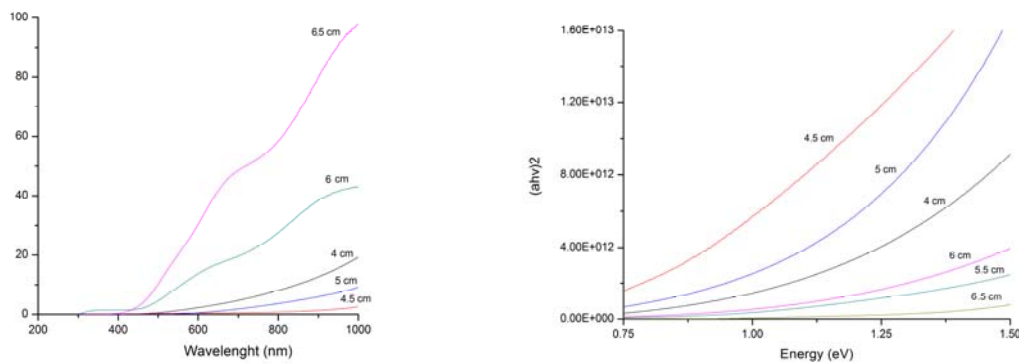 100
80
60
40
20
0
200 400 600 800 1000
Wavelenght (nm)
6.5 cm
6 cm
4 cm
5 cm
4.5 cm
1.60E+013
1.20E+013
8.00E+012
4.00E+012
0.00E+000
0.75 1.00 1.25 1.50
Energy (eV)
(ahv)2
4.5 cm
5 cm
4 cm
6 cm
5.5 cm
6.5 cm